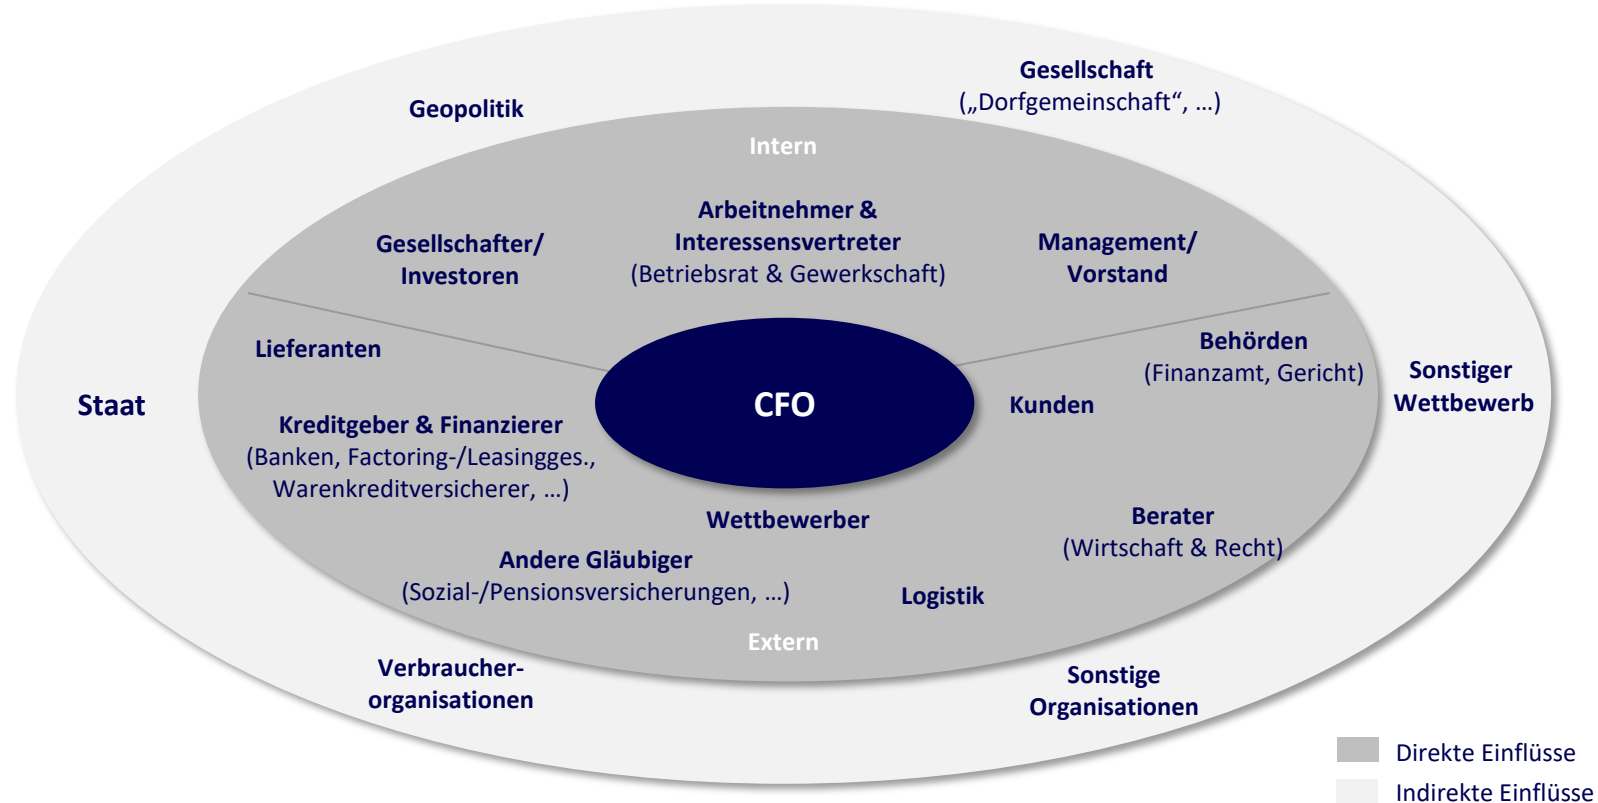 Geopolitik
Gesellschaft
(„Dorfgemeinschaft“, …)
Intern
Gesellschafter/
Investoren
Arbeitnehmer &
Interessensvertreter
(Betriebsrat & Gewerkschaft)
Management/
Vorstand
Lieferanten
Behörden
(Finanzamt, Gericht)
Staat
CFO
Kunden
Sonstiger
Wettbewerb
Kreditgeber & Finanzierer
(Banken, Factoring-/Leasingges.,
Warenkreditversicherer, …)
Wettbewerber
Berater
(Wirtschaft & Recht)
Andere Gläubiger
(Sozial-/Pensionsversicherungen, …)
Logistik
Extern
Verbraucher-
organisationen
Sonstige
Organisationen
Direkte Einflüsse
Indirekte Einflüsse